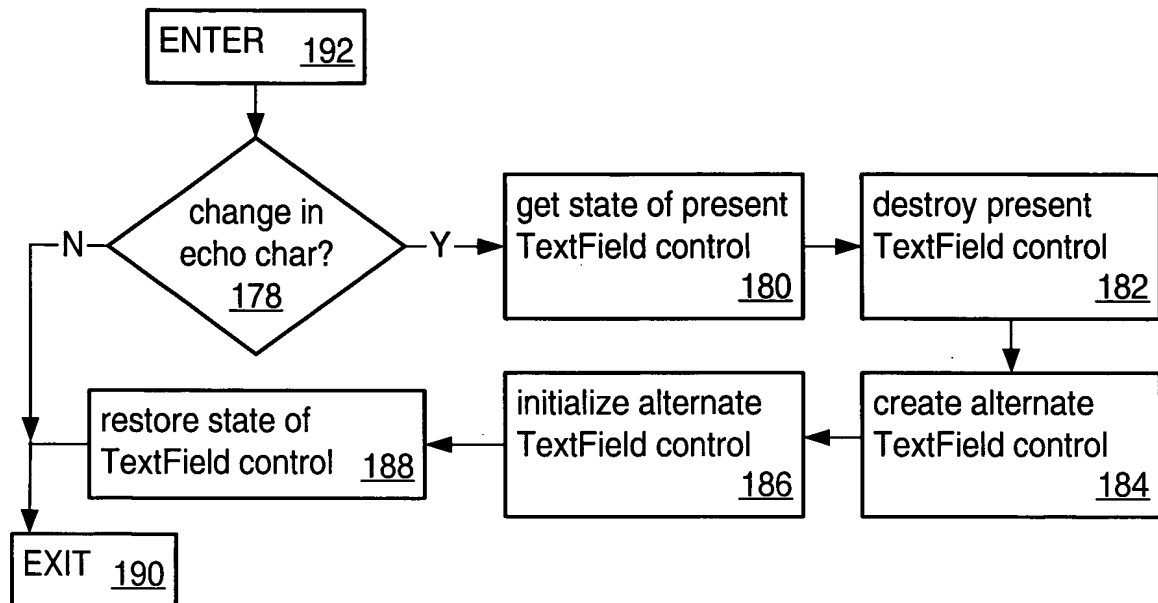 ENTER 192
change in
echo char?
178
N
Y
get state of present
TextField control
180
destroy present
TextField control
182
create alternate
TextField control
184
initialize alternate
TextField control
186
restore state of
TextField control
188
EXIT 190